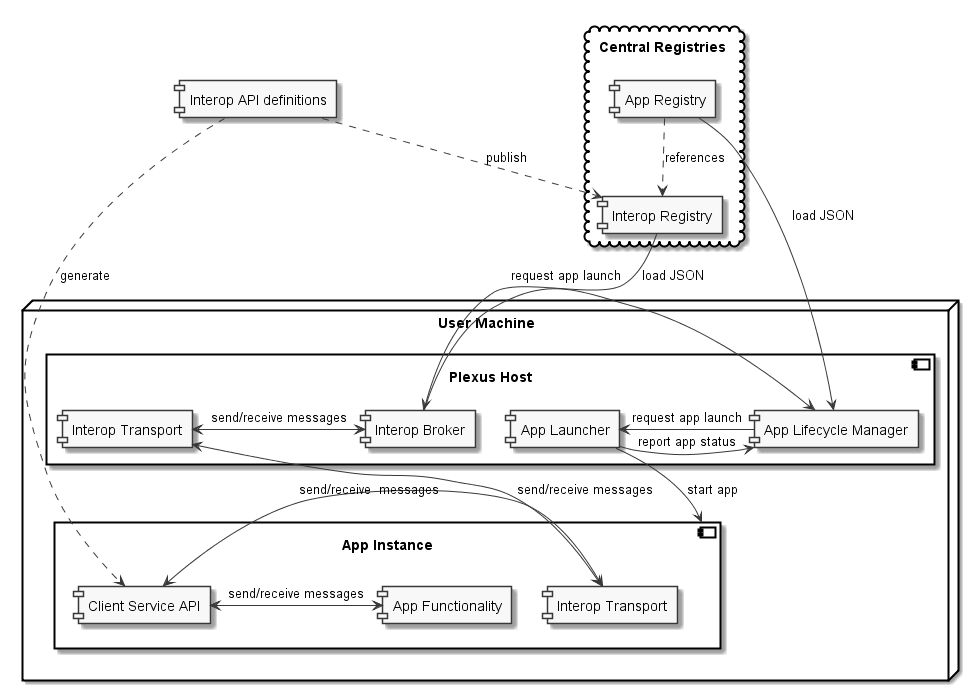 Central Registries
App Registry
Interop API definitions
publish
references
Interop Registry
load JSON
generate
request app launch
load JSON
User Machine
Plexus Host
Interop Transport
send/receive messages
Interop Broker
App Launcher
request app launch
report app status
App Lifecycle Manager
send/receive messages
send/receive messages
start app
App Instance
Client Service API
send/receive messages
App Functionality
Interop Transport